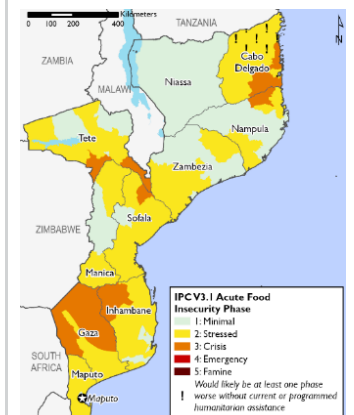 Kilometers
0 100 200 400
TANZANIA
N
ZAMBIA
Cabo
Delgado
MALAWI
Niassa
Nampula
Tete
Zambezia
ZIMBABWE
Sofala
Manica
Inhambane
Gaza
SOUTH
AFRICA
Maputo
Maputo
IPC V3.1 Acute Food
Insecurity Phase
1: Minimal
2: Stressed
3: Crisis
4: Emergency
5: Famine
! Would likely be at least one phase
worse without current or programmed
humanitarian assistance